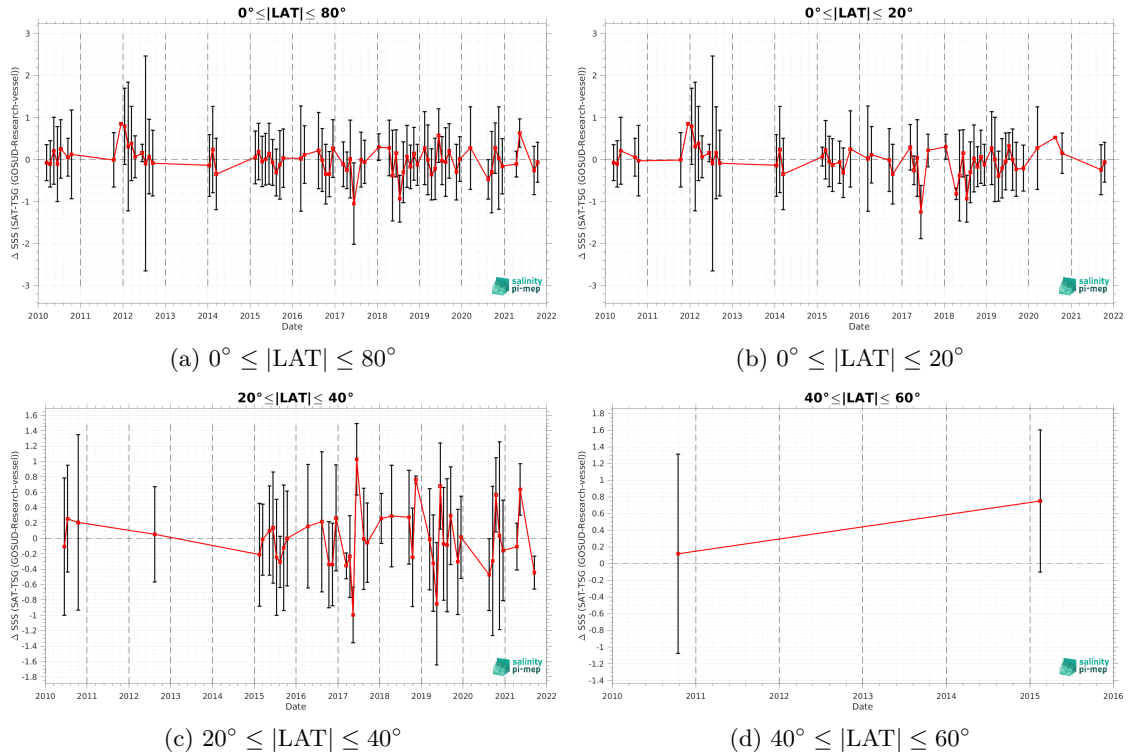 0°≤|LAT|≤ 80°
Δ SSS (SAT-TSG (GOSUD-Research-vessel))
3
2
1
0
-1
-2
-3
2010 2011 2012 2013 2014 2015 2016 2017 2018 2019 2020 2021 2022
Date
salinity
pi-mep
(a) 0° ≤ |LAT| ≤ 80°
0°≤|LAT|≤ 20°
Δ SSS (SAT-TSG (GOSUD-Research-vessel))
3
2
1
0
-1
-2
-3
2010 2011 2012 2013 2014 2015 2016 2017 2018 2019 2020 2021 2022
Date
salinity
pi-mep
(b) 0° ≤ |LAT| ≤ 20°
20°≤|LAT|≤ 40°
Δ SSS (SAT-TSG (GOSUD-Research-vessel))
1.6
1.4
1.2
1
0.8
0.6
0.4
0.2
0
-0.2
-0.4
-0.6
-0.8
-1
-1.2
-1.4
-1.6
-1.8
2010 2011 2012 2013 2014 2015 2016 2017 2018 2019 2020 2021 2022
Date
salinity
pi-mep
(c) 20° ≤ |LAT| ≤ 40°
40°≤|LAT|≤ 60°
Δ SSS (SAT-TSG (GOSUD-Research-vessel))
1.8
1.6
1.4
1.2
1
0.8
0.6
0.4
0.2
0
-0.2
-0.4
-0.6
-0.8
-1
-1.2
-1.4
2010 2011 2012 2013 2014 2015 2016
Date
salinity
pi-mep
(d) 40° ≤ |LAT| ≤ 60°